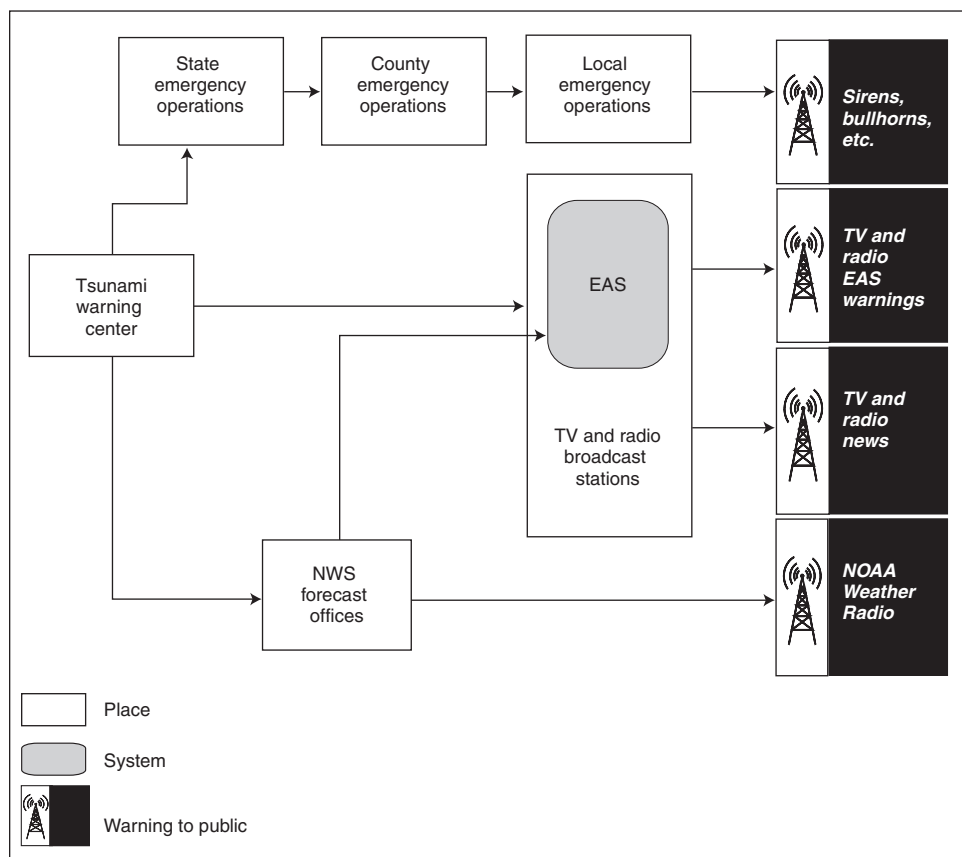 State
emergency
operations
County
emergency
operations
Local
emergency
operations
Sirens,
bullhorns,
etc.
Tsunami
warning
center
EAS
TV and radio
broadcast
stations
TV and
radio
EAS
warnings
TV and
radio
news
NWS
forecast
offices
NOAA
Weather
Radio
Place
System
Warning to public